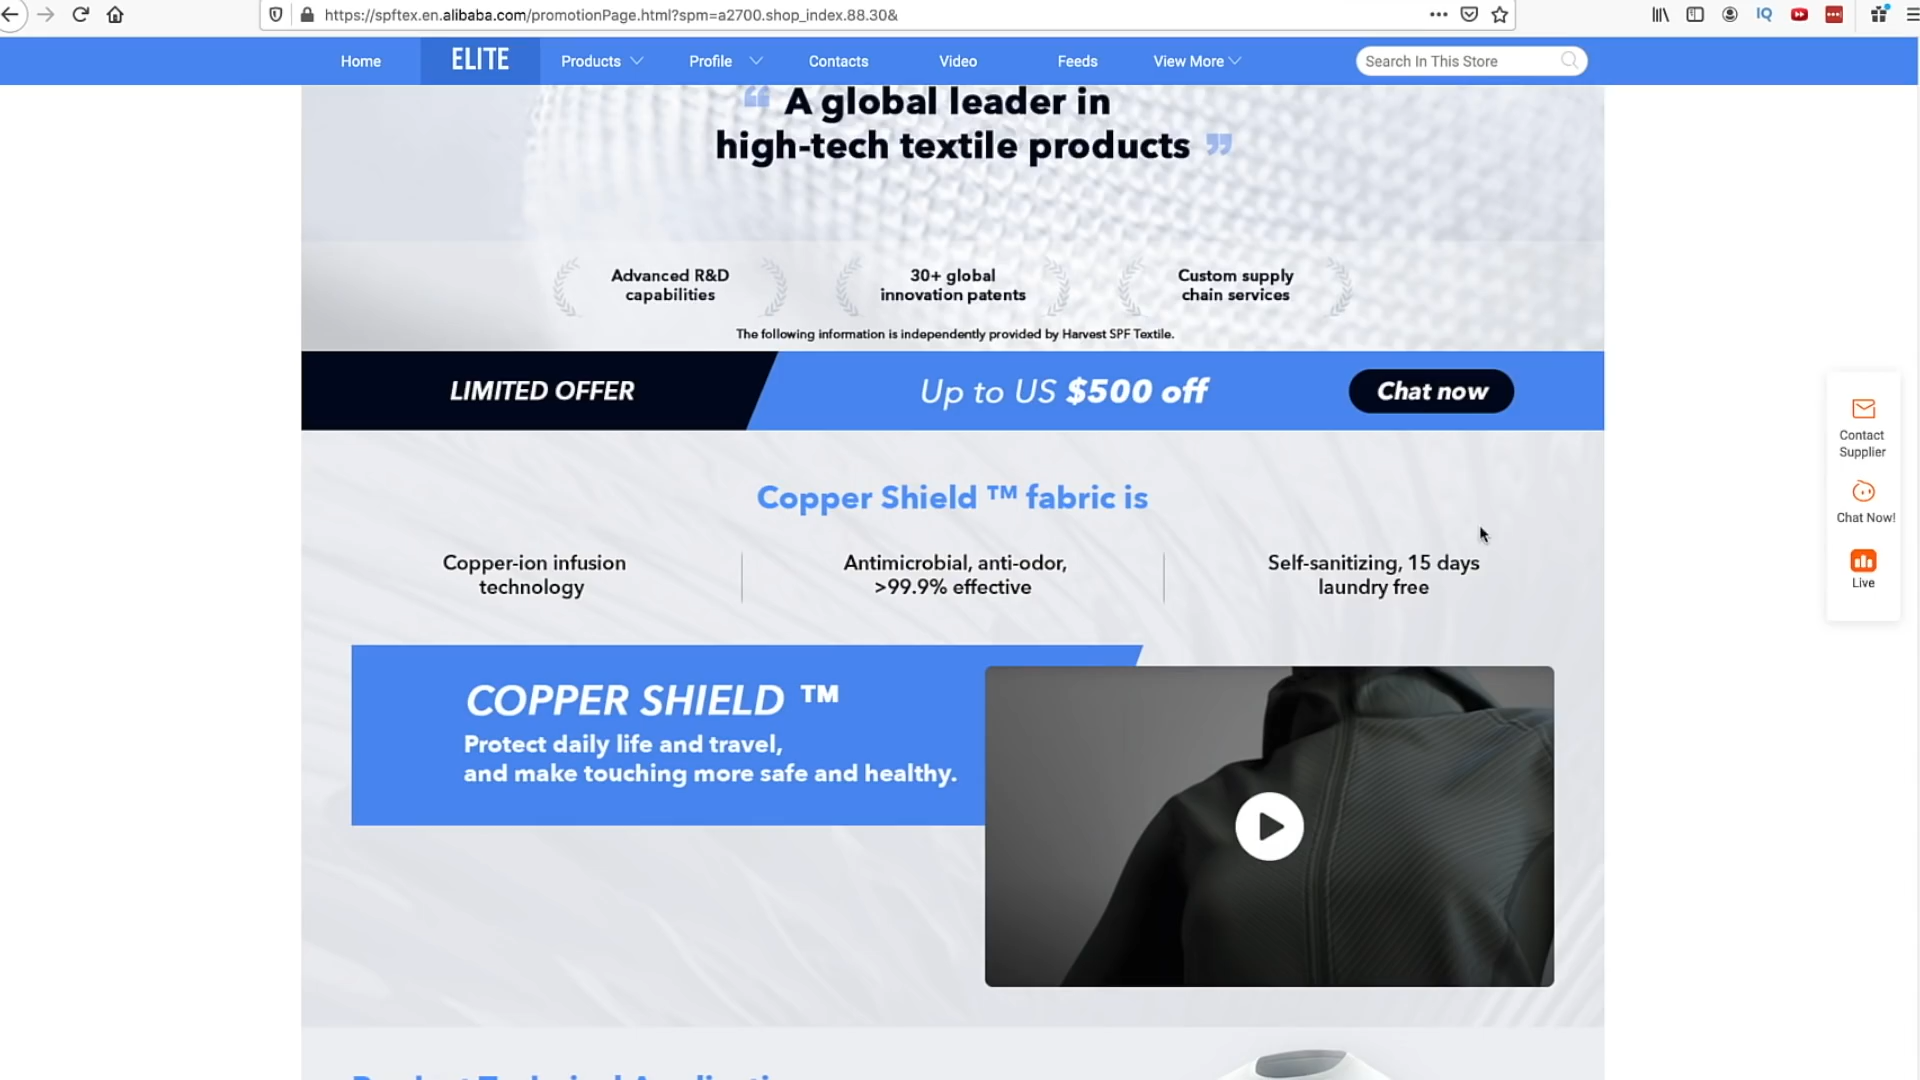 https://spftex.en.alibaba.com/promotionPage.html?spm=a2700.shop_index.88.30&
IQ
Home
ELITE
Products
Profile
Contacts
Video
Feeds
View More
Search In This Store
“ A global leader in
high-tech textile products ”
Advanced R&D
capabilities
30+ global
innovation patents
Custom supply
chain services
The following information is independently provided by Harvest SPF Textile.
LIMITED OFFER
Up to US $500 off
Chat now
Contact
Supplier
Chat Now!
Live
Copper Shield ™ fabric is
Copper-ion infusion
technology
Antimicrobial, anti-odor,
>99.9% effective
Self-sanitizing, 15 days
laundry free
COPPER SHIELD ™
Protect daily life and travel,
and make touching more safe and healthy.